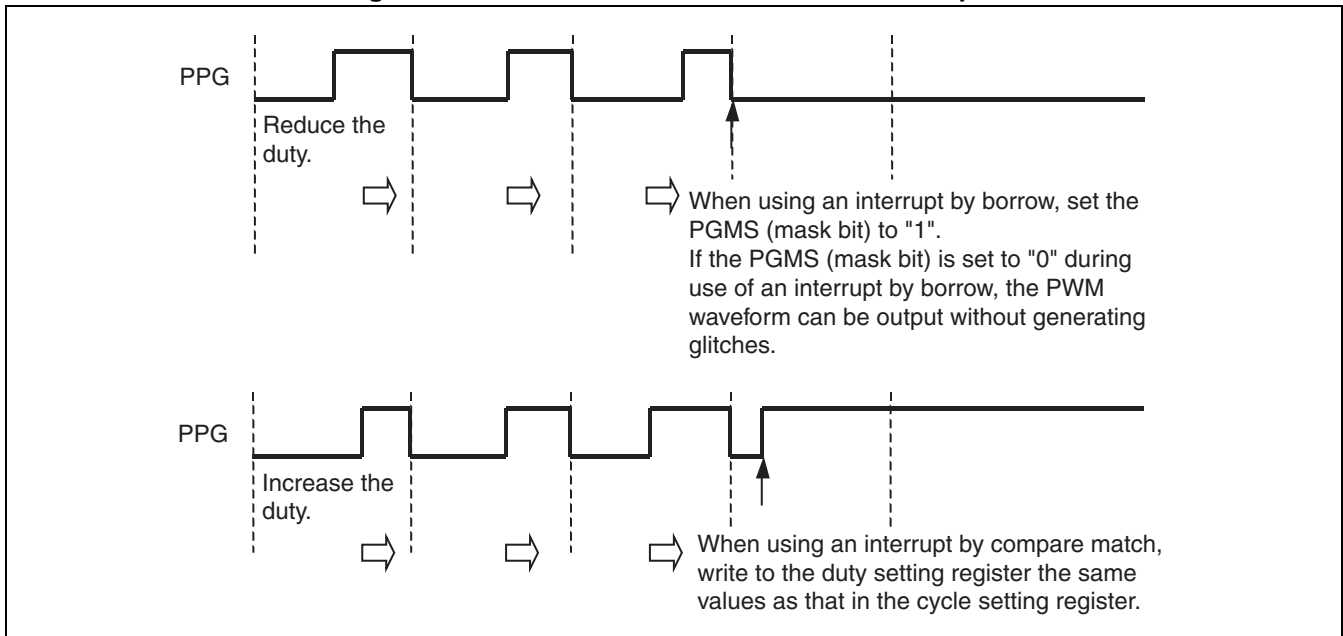 PPG
Reduce the
duty.
When using an interrupt by borrow, set the
PGMS (mask bit) to "1".
If the PGMS (mask bit) is set to "0" during
use of an interrupt by borrow, the PWM
waveform can be output without generating
glitches.
PPG
Increase the
duty.
When using an interrupt by compare match,
write to the duty setting register the same
values as that in the cycle setting register.